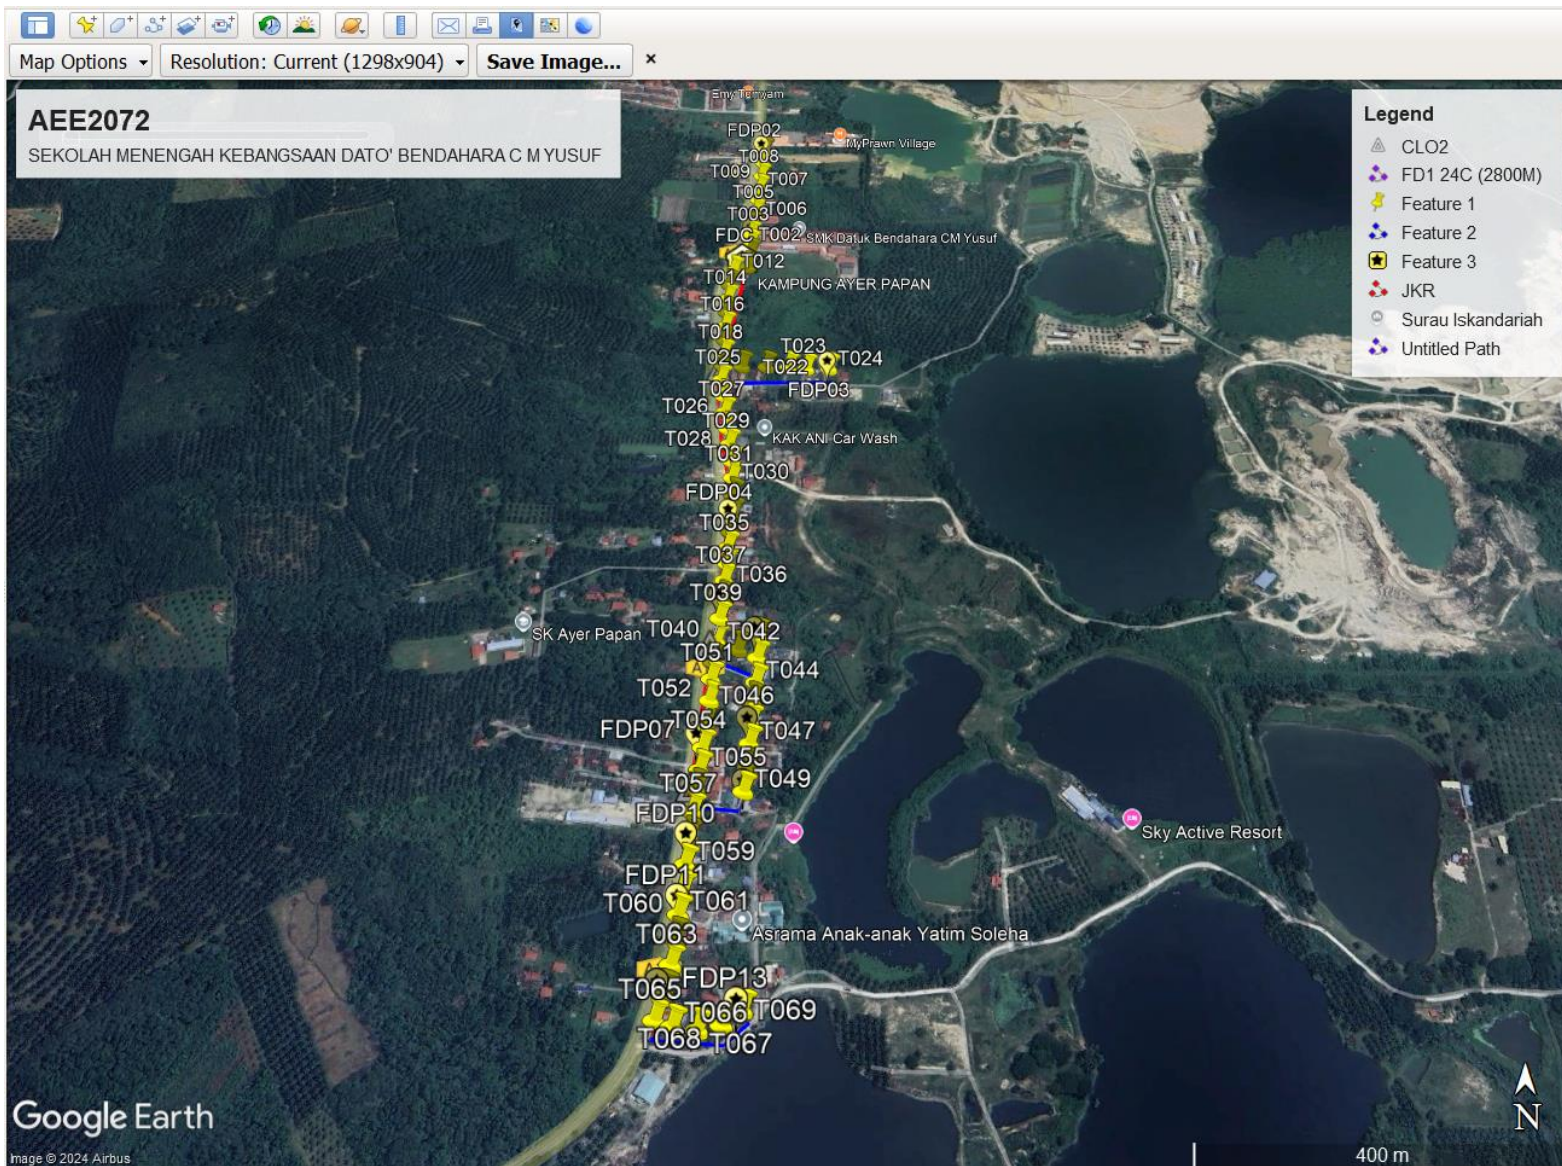 Map Options
Resolution: Current (1298x904)
Save Image...
AEE2072
SEKOLAH MENENGAH KEBANGSAAN DATO' BENDAHARA C M YUSUF
Legend
CLO2
FD1 24C (2800M)
Feature 1
Feature 2
Feature 3
JKR
Surau Iskandariah
Untitled Path
Emy Tomyam
FDP02
MyPrawn Village
T008
T009
T007
T005
T006
T003
FDC
T002
SMK Datuk Bendahara CM Yusuf
T012
T014
KAMPUNG AYER PAPAN
T016
T018
T023
T025
T022
T024
T027
FDP03
T026
T029
T028
KAK ANI Car Wash
T031
T030
FDP04
T035
T037
T036
T039
T040
T042
SK Ayer Papan
T051
T044
T052
T046
FDP07
T054
T047
T055
T057
T049
FDP10
Sky Active Resort
T059
FDP11
T060
T061
T063
Asrama Anak-anak Yatim Soleha
FDP13
T065
T066
T069
T068
T067
Google Earth
N
Image © 2024 Airbus
400 m